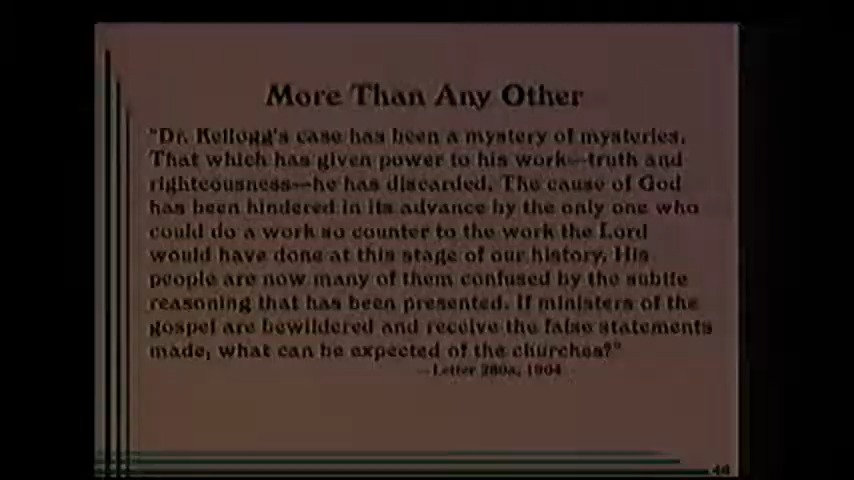 More Than Any Other
"Dr. Kellogg's case has been a mystery of mysteries.
That which has given power to his work—truth and
righteousness—he has discarded. The cause of God
has been hindered in its advance by the only one who
could do a work so counter to the work the Lord
would have done at this stage of our history. His
people are now many of them confused by the subtle
reasoning that has been presented. If ministers of the
gospel are bewildered and receive the false statements
made, what can be expected of the churches?"
—Letter 280a, 1904